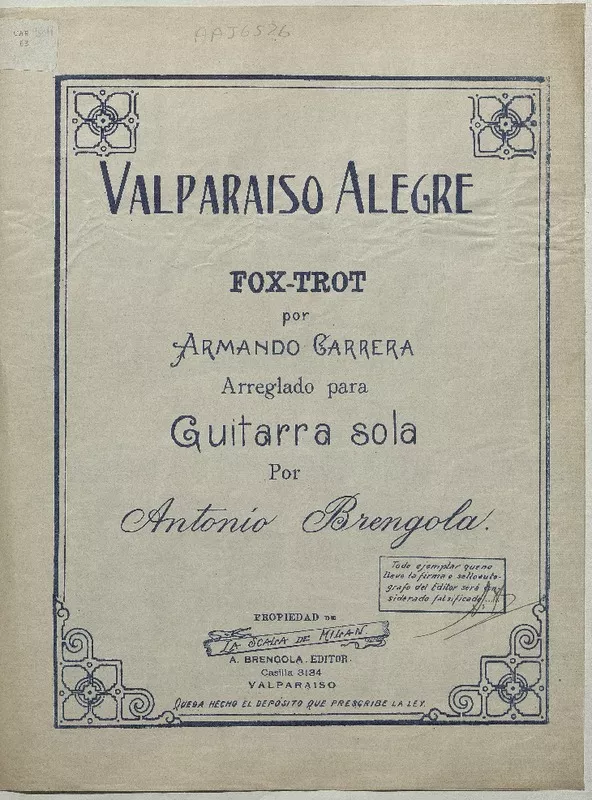 AAJ6526
VALPARAISO ALEGRE
FOX-TROT
por
ARMANDO CARRERA
Arreglado para
Guitarra sola
Por
Antonio Brengola.
Todo ejemplar que no
lleve la firma o sello auto-
grafo del Editor será con
siderado falsificado
PROPIEDAD DE
LA SCALA DE MILAN
A. BRENGOLA. EDITOR.
Casilla 3134
VALPARAISO
QUEDA HECHO EL DEPÓSITO QUE PRESCRIBE LA LEY.